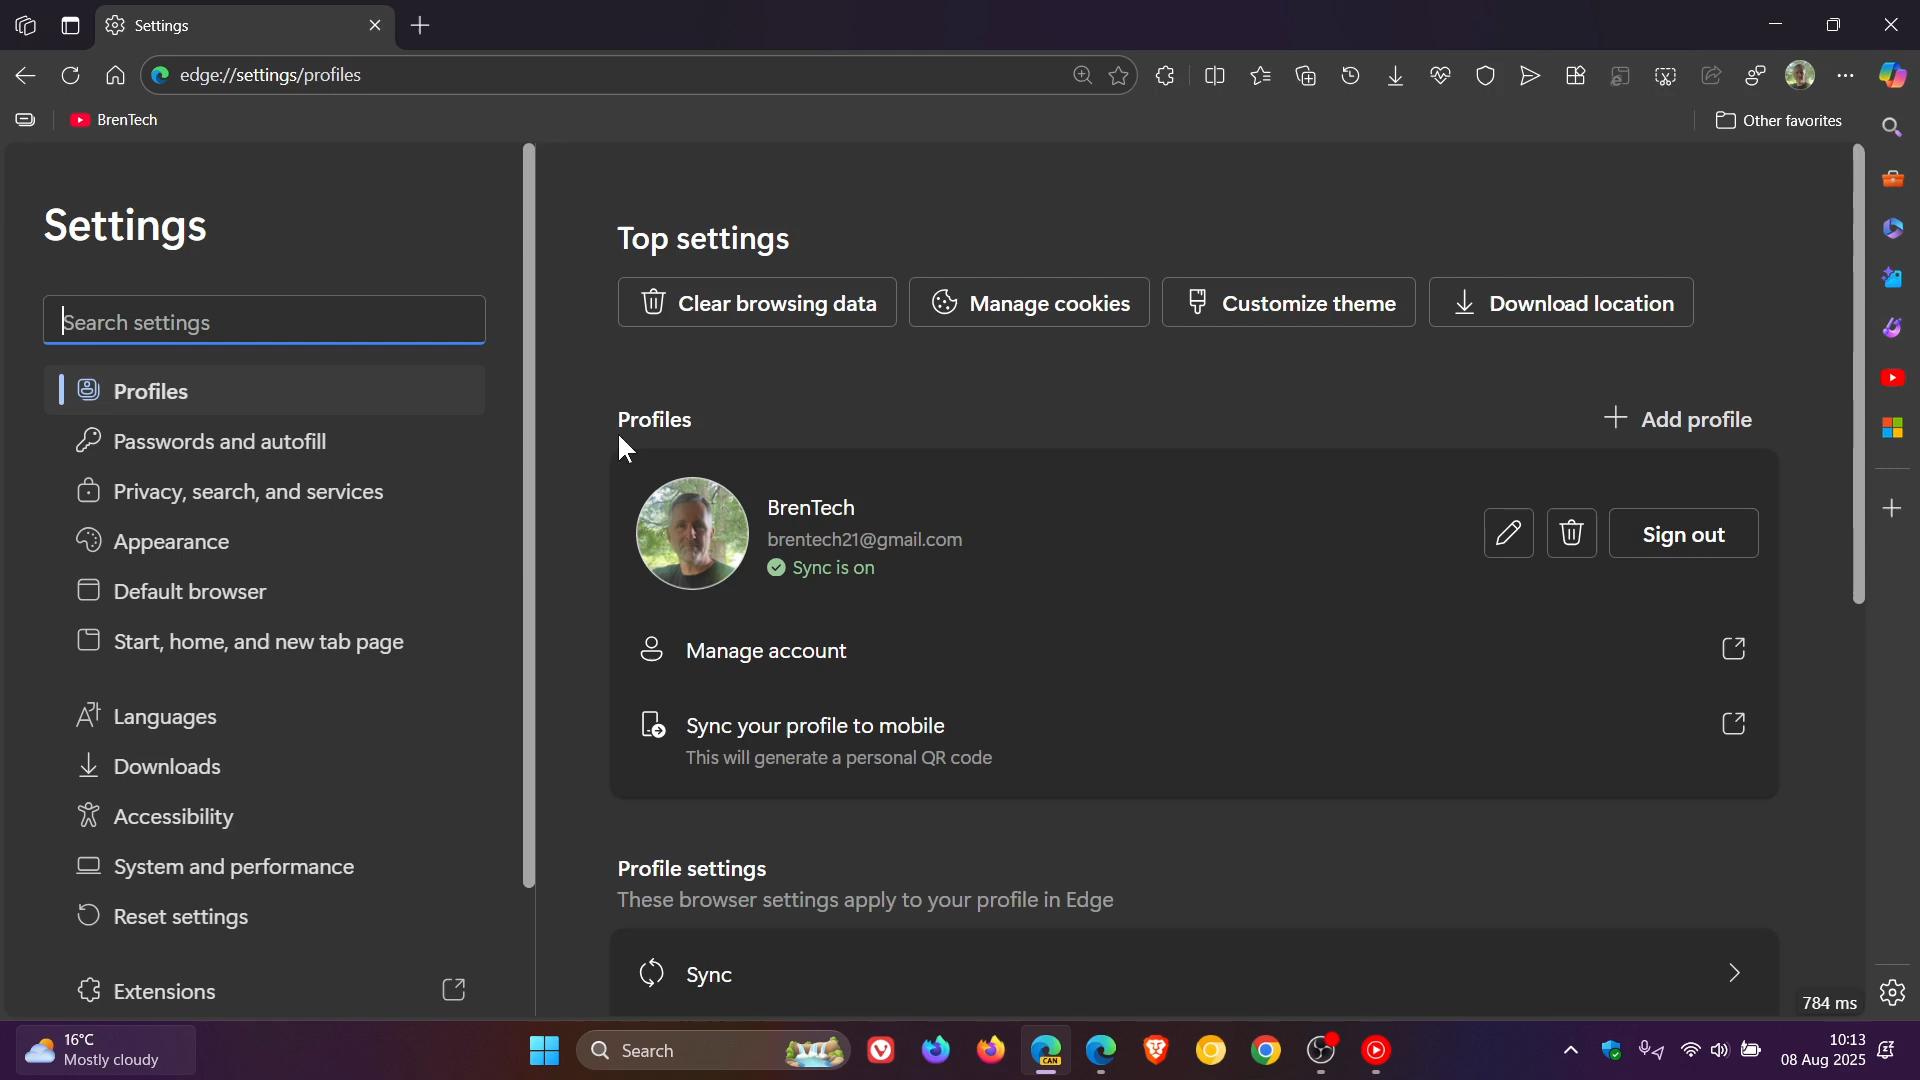 Settings
edge://settings/profiles
BrenTech
Other favorites
Settings
Search settings
Profiles
Passwords and autofill
Privacy, search, and services
Appearance
Default browser
Start, home, and new tab page
Languages
Downloads
Accessibility
System and performance
Reset settings
Extensions
Top settings
Clear browsing data
Manage cookies
Customize theme
Download location
Profiles
Add profile
BrenTech
brentech21@gmail.com
Sync is on
Sign out
Manage account
Sync your profile to mobile
This will generate a personal QR code
Profile settings
These browser settings apply to your profile in Edge
Sync
784 ms
16°C
Mostly cloudy
Search
CAN
10:13
08 Aug 2025